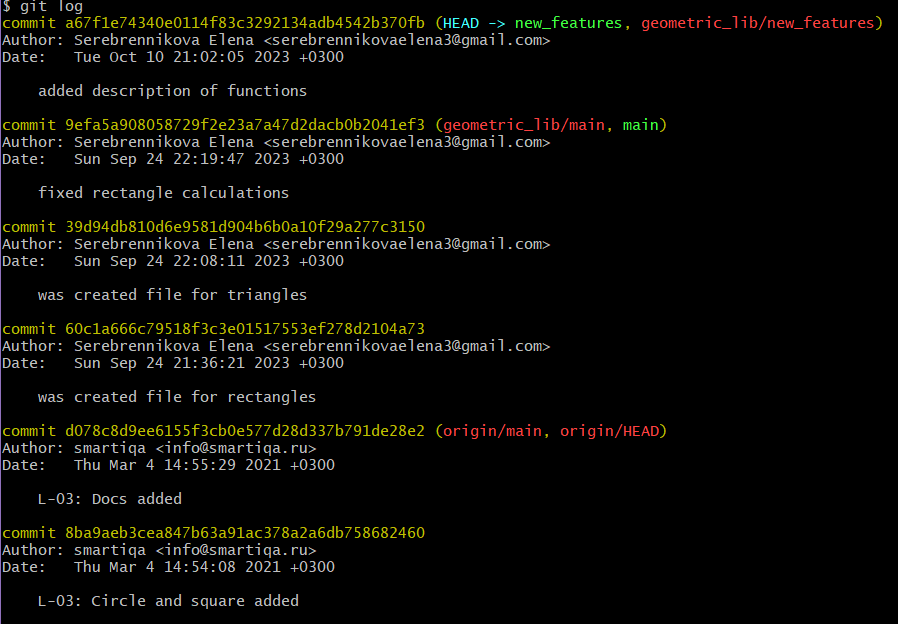 $ git log
commit a67f1e74340e0114f83c3292134adb4542b370fb (HEAD -> new_features, geometric_lib/new_features)
Author: Serebrennikova Elena <serebrennikovaelena3@gmail.com>
Date:   Tue Oct 10 21:02:05 2023 +0300
added description of functions
commit 9efa5a908058729f2e23a7a47d2dacb0b2041ef3 (geometric_lib/main, main)
Author: Serebrennikova Elena <serebrennikovaelena3@gmail.com>
Date:   Sun Sep 24 22:19:47 2023 +0300
fixed rectangle calculations
commit 39d94db810d6e9581d904b6b0a10f29a277c3150
Author: Serebrennikova Elena <serebrennikovaelena3@gmail.com>
Date:   Sun Sep 24 22:08:11 2023 +0300
was created file for triangles
commit 60c1a666c79518f3c3e01517553ef278d2104a73
Author: Serebrennikova Elena <serebrennikovaelena3@gmail.com>
Date:   Sun Sep 24 21:36:21 2023 +0300
was created file for rectangles
commit d078c8d9ee6155f3cb0e577d28d337b791de28e2 (origin/main, origin/HEAD)
Author: smartiqa <info@smartiqa.ru>
Date:   Thu Mar 4 14:55:29 2021 +0300
L-03: Docs added
commit 8ba9aeb3cea847b63a91ac378a2a6db758682460
Author: smartiqa <info@smartiqa.ru>
Date:   Thu Mar 4 14:54:08 2021 +0300
L-03: Circle and square added